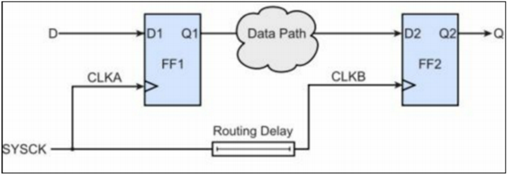 D D1 Q1 Data Path D2 Q2 Q
FF1 FF2
CLKA CLKB
Routing Delay
SYSCK